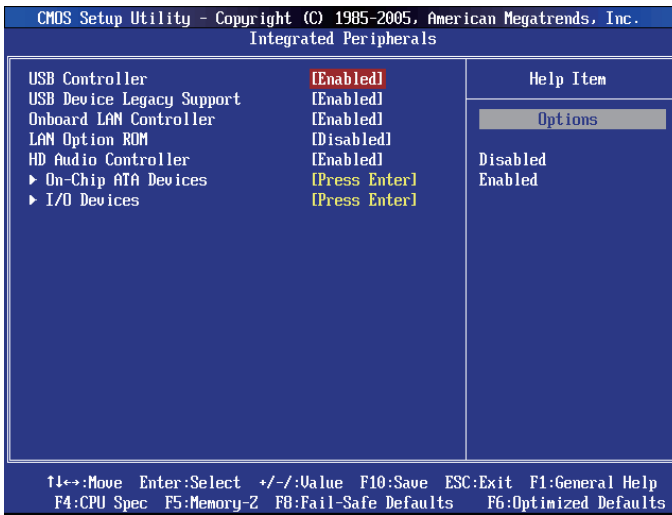 CMOS Setup Utility - Copyright (C) 1985-2005, American Megatrends, Inc.
Integrated Peripherals
USB Controller [Enabled]
USB Device Legacy Support [Enabled]
Onboard LAN Controller [Enabled]
LAN Option ROM [Disabled]
HD Audio Controller [Enabled]
▶ On-Chip ATA Devices [Press Enter]
▶ I/O Devices [Press Enter]
Help Item
Options
Disabled
Enabled
↑↓↔:Move Enter:Select +/-/:Value F10:Save ESC:Exit F1:General Help
F4:CPU Spec F5:Memory-Z F8:Fail-Safe Defaults F6:Optimized Defaults